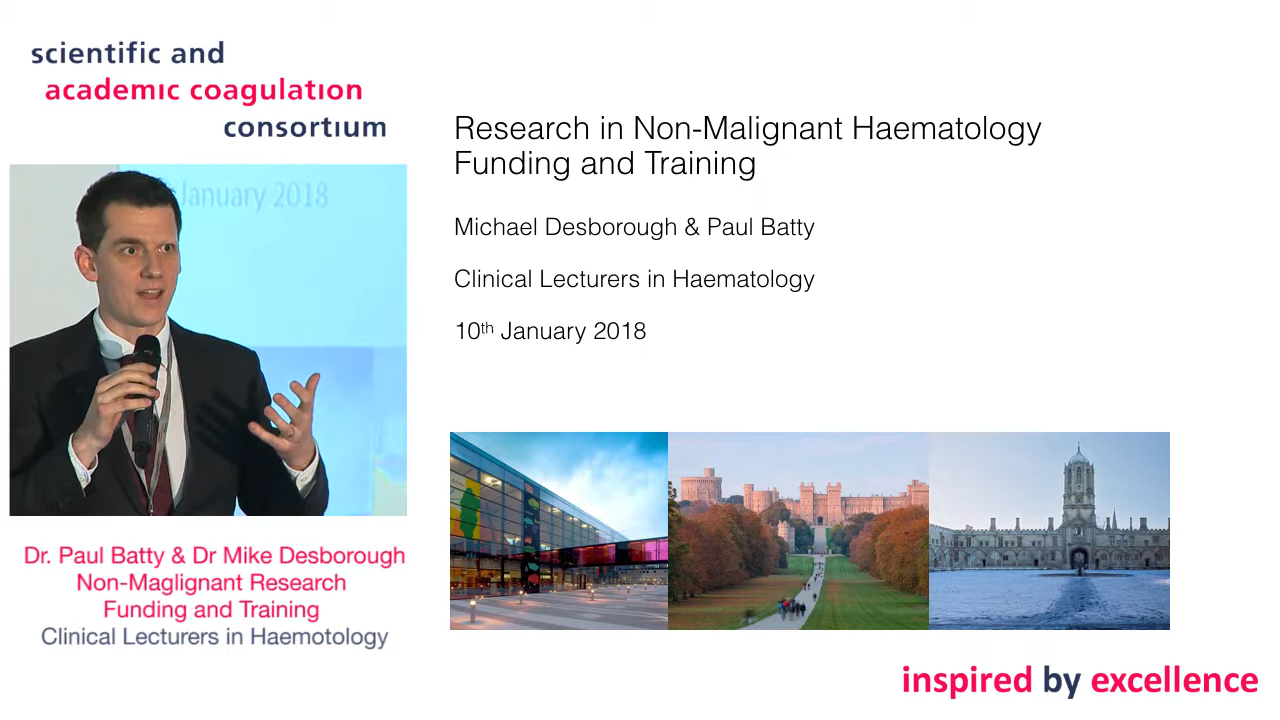 scientific and
academic coagulation
consortium
January 2018
Dr. Paul Batty & Dr Mike Desborough
Non-Maglignant Research
Funding and Training
Clinical Lecturers in Haemotology
Research in Non-Malignant Haematology
Funding and Training
Michael Desborough & Paul Batty
Clinical Lecturers in Haematology
10th January 2018
inspired by excellence